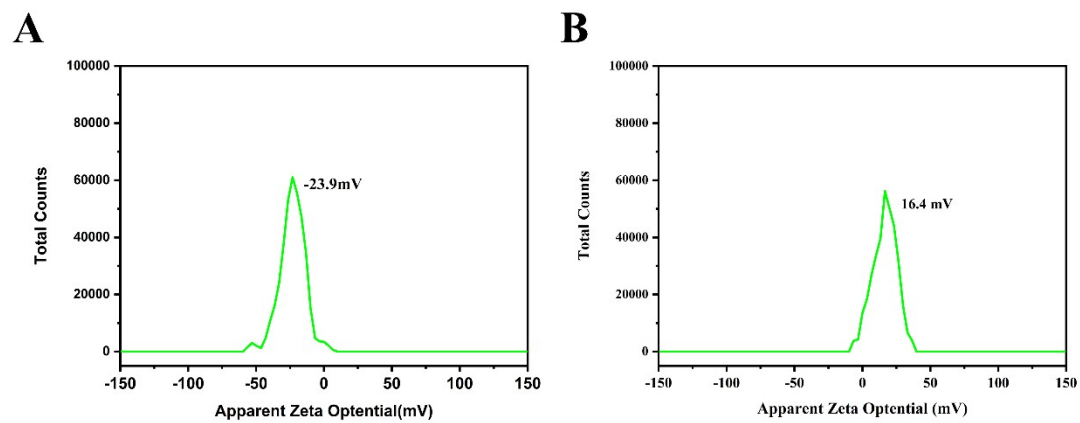 A
100000
80000
60000
40000
20000
0
Total Counts
-23.9mV
-150 -100 -50 0 50 100 150
Apparent Zeta Optential(mV)
B
100000
80000
60000
40000
20000
0
Total Counts
16.4 mV
-150 -100 -50 0 50 100 150
Apparent Zeta Optential (mV)